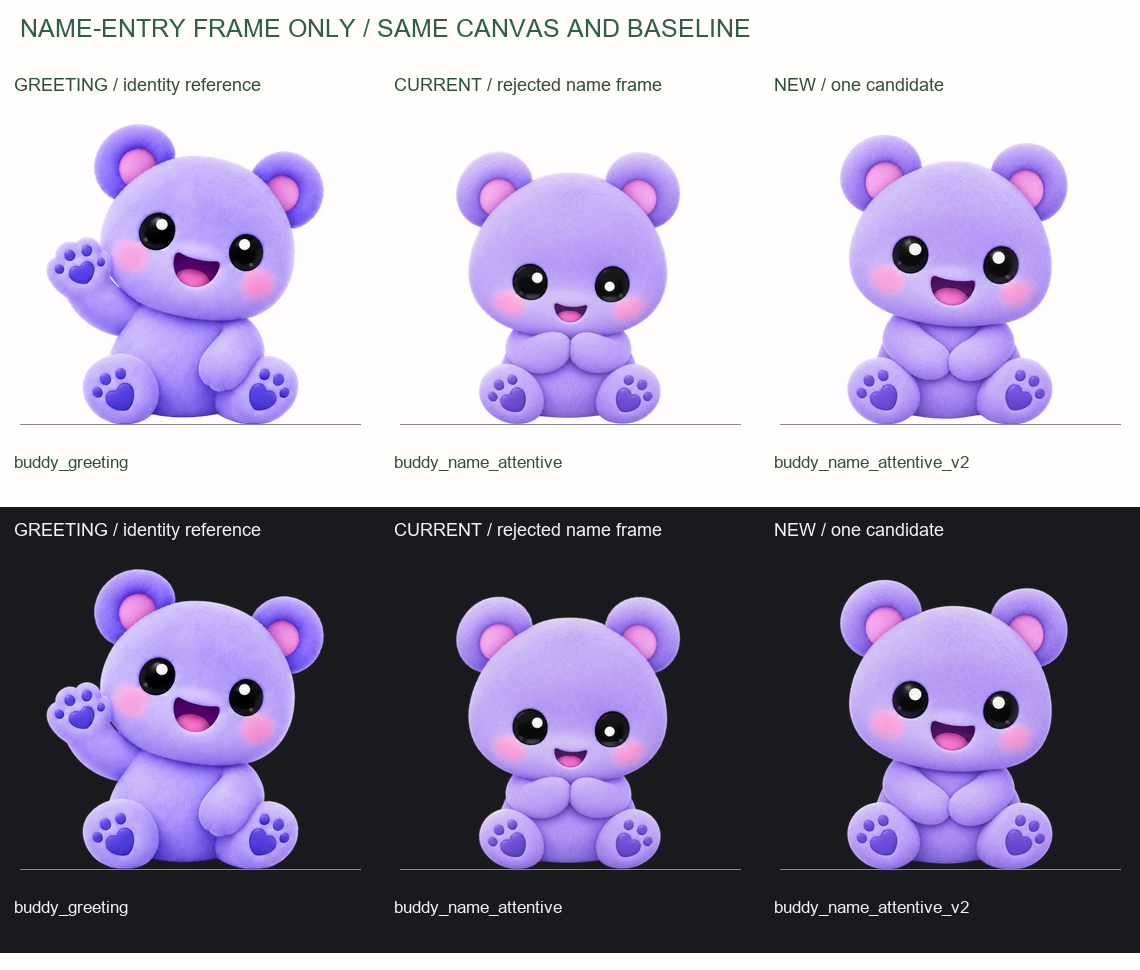 NAME-ENTRY FRAME ONLY / SAME CANVAS AND BASELINE
GREETING / identity reference
CURRENT / rejected name frame
NEW / one candidate
buddy_greeting
buddy_name_attentive
buddy_name_attentive_v2
GREETING / identity reference
CURRENT / rejected name frame
NEW / one candidate
buddy_greeting
buddy_name_attentive
buddy_name_attentive_v2